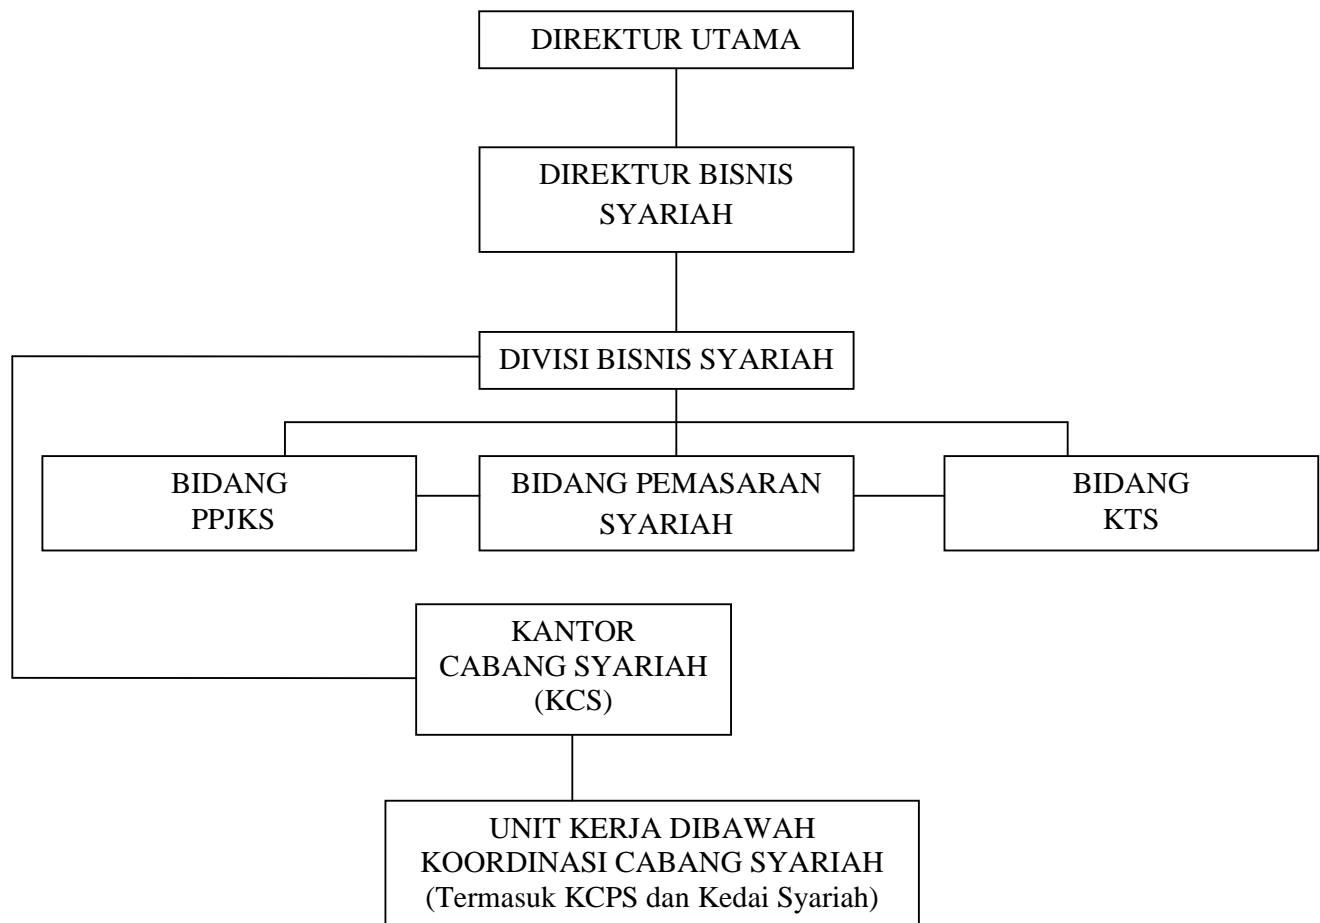 DIREKTUR UTAMA
DIREKTUR BISNIS
SYARIAH
DIVISI BISNIS SYARIAH
BIDANG
PPJKS
BIDANG PEMASARAN
SYARIAH
BIDANG
KTS
KANTOR
CABANG SYARIAH
(KCS)
UNIT KERJA DIBAWAH
KOORDINASI CABANG SYARIAH
(Termasuk KCPS dan Kedai Syariah)